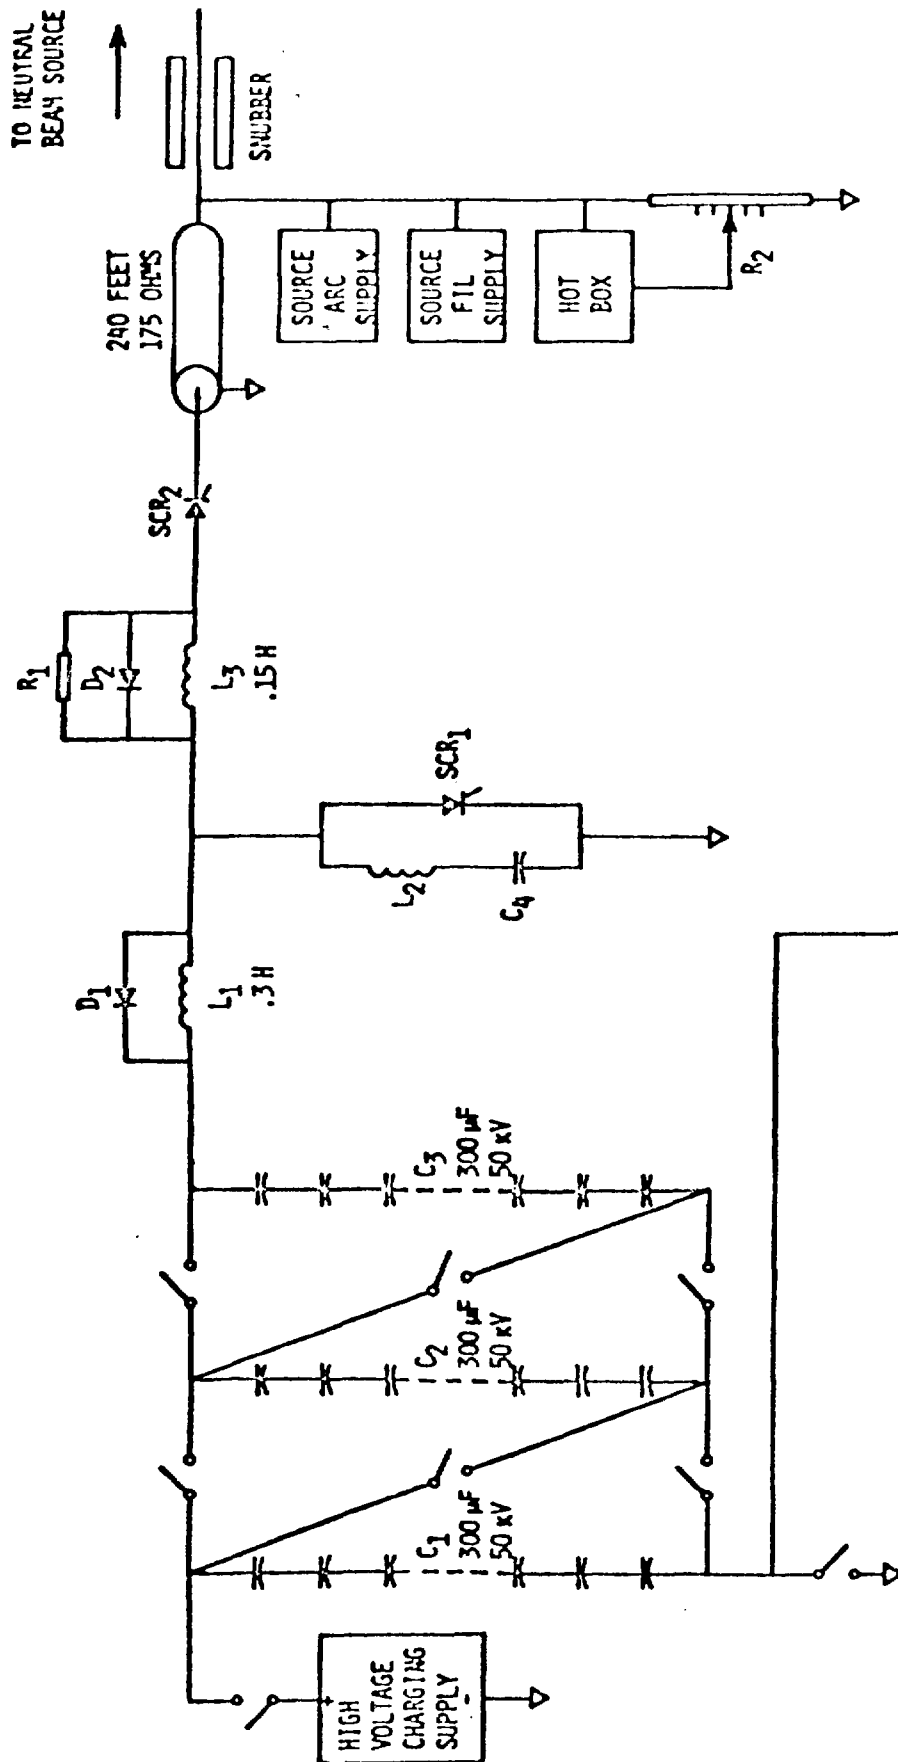 TO NEUTRAL
BEAM SOURCE
SNUBBER
240 FEET
175 OHMS
SOURCE
ARC
SUPPLY
SOURCE
FIL
SUPPLY
HOT
BOX
R2
SCR2
R1
D2
L3
.15 H
SCR1
L2
C4
D1
L1
.3 H
C3
300 µF
50 kV
C2
300 µF
50 kV
C1
300 µF
50 kV
+
HIGH
VOLTAGE
CHARGING
SUPPLY
-